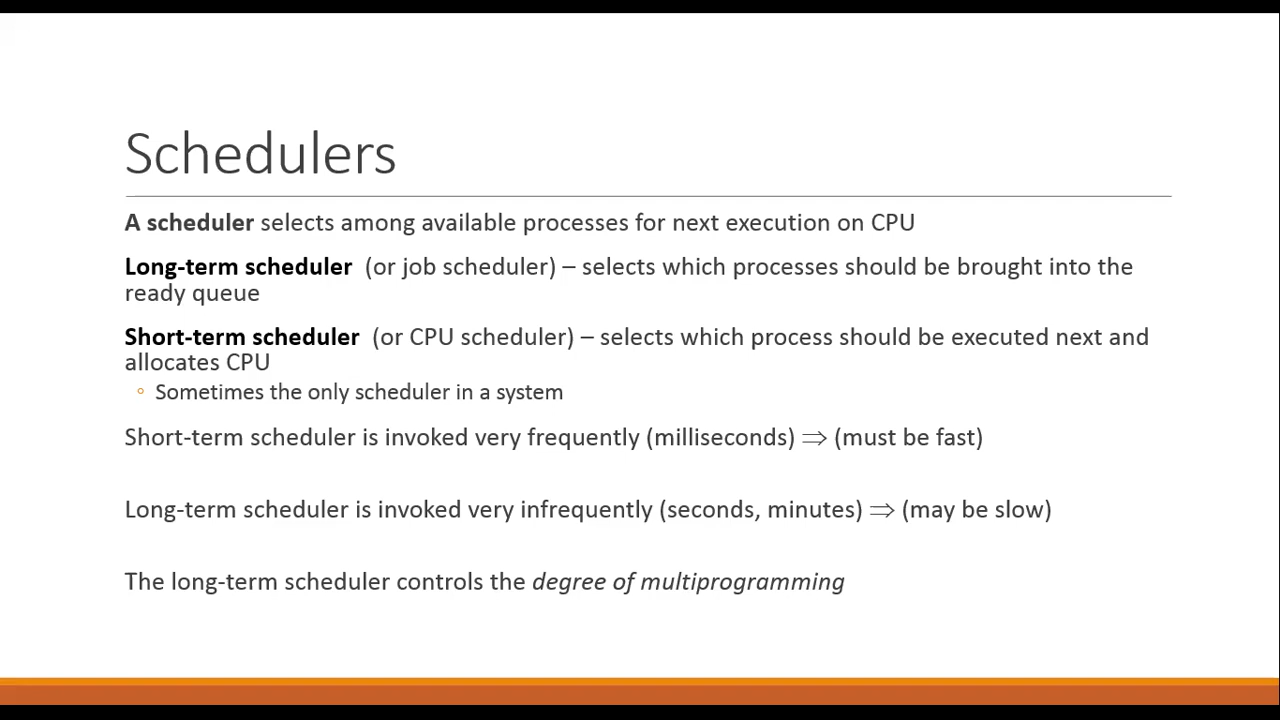 Schedulers
A scheduler selects among available processes for next execution on CPU
Long-term scheduler (or job scheduler) – selects which processes should be brought into the
ready queue
Short-term scheduler (or CPU scheduler) – selects which process should be executed next and
allocates CPU
◦ Sometimes the only scheduler in a system
Short-term scheduler is invoked very frequently (milliseconds) ⇒ (must be fast)
Long-term scheduler is invoked very infrequently (seconds, minutes) ⇒ (may be slow)
The long-term scheduler controls the degree of multiprogramming